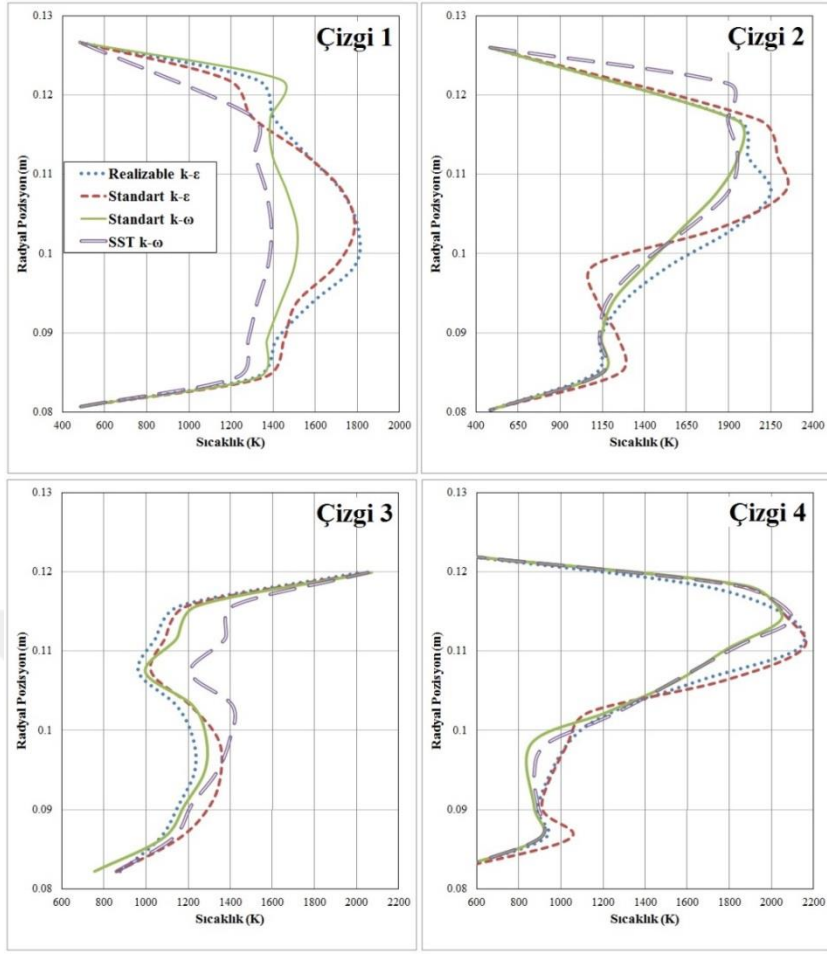 Çizgi 1
0.13
0.12
0.11
0.1
0.09
0.08
Radyal Pozisyon (m)
Realizable k-ε
Standart k-ε
Standart k-ω
SST k-ω
400 600 800 1000 1200 1400 1600 1800 2000
Sıcaklık (K)
Çizgi 2
0.13
0.12
0.11
0.1
0.09
0.08
Radyal Pozisyon (m)
400 650 900 1150 1400 1650 1900 2150 2400
Sıcaklık (K)
Çizgi 3
0.13
0.12
0.11
0.1
0.09
0.08
Radyal Pozisyon (m)
600 800 1000 1200 1400 1600 1800 2000 2200
Sıcaklık (K)
Çizgi 4
0.13
0.12
0.11
0.1
0.09
0.08
Radyal Pozisyon (m)
600 800 1000 1200 1400 1600 1800 2000 2200
Sıcaklık (K)